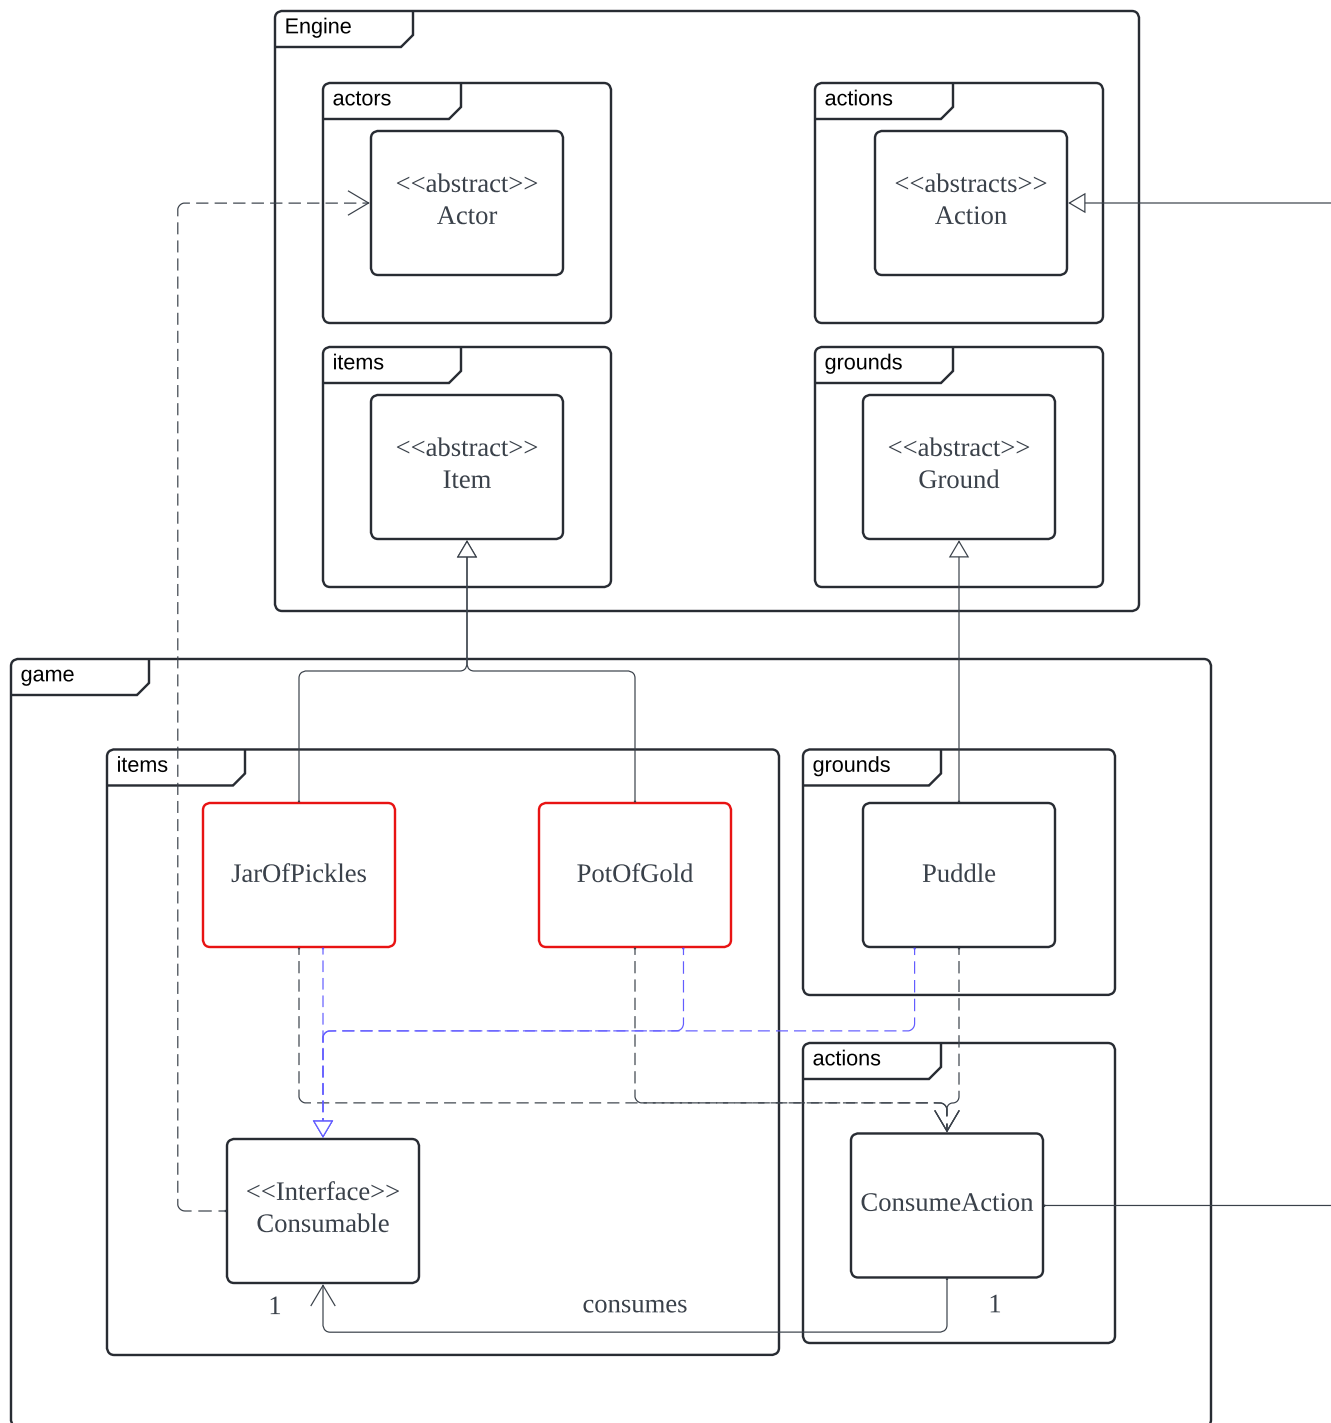 Engine
actors
actions
<<abstract>>
Actor
<<abstracts>>
Action
items
grounds
<<abstract>>
Item
<<abstract>>
Ground
game
items
grounds
JarOfPickles
PotOfGold
Puddle
actions
<<Interface>>
Consumable
ConsumeAction
1
consumes
1